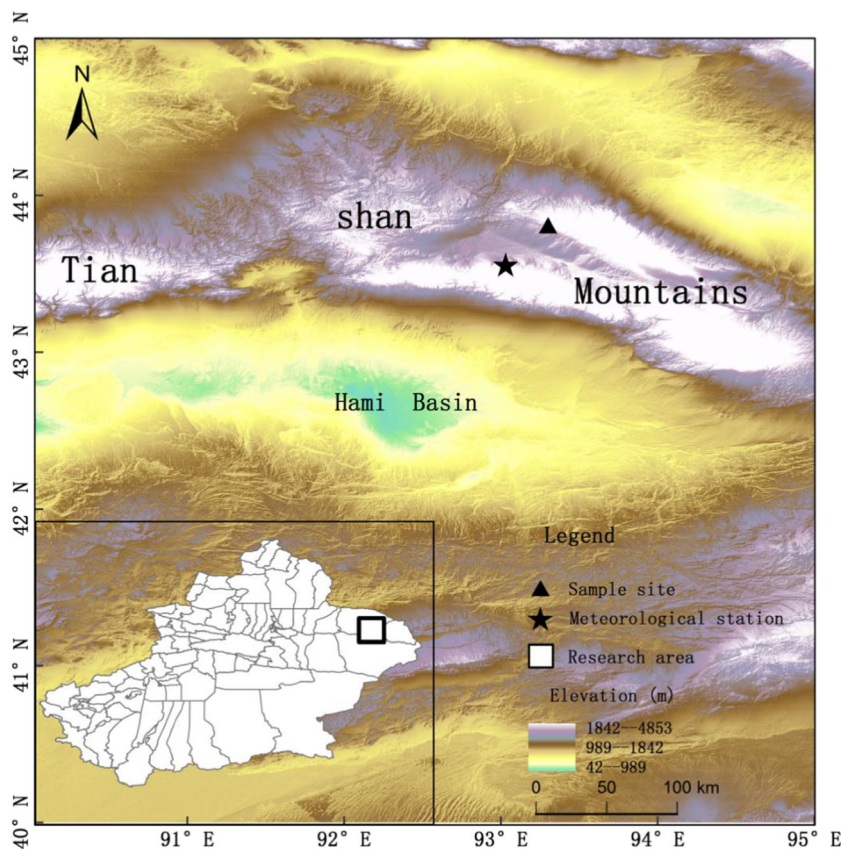 45° N
N
44° N
shan
Tian
Mountains
43° N
Hami Basin
42° N
Legend
Sample site
Meteorological station
41° N
Research area
Elevation (m)
1842--4853
989--1842
42--989
0 50 100 km
40° N
91° E 92° E 93° E 94° E 95° E